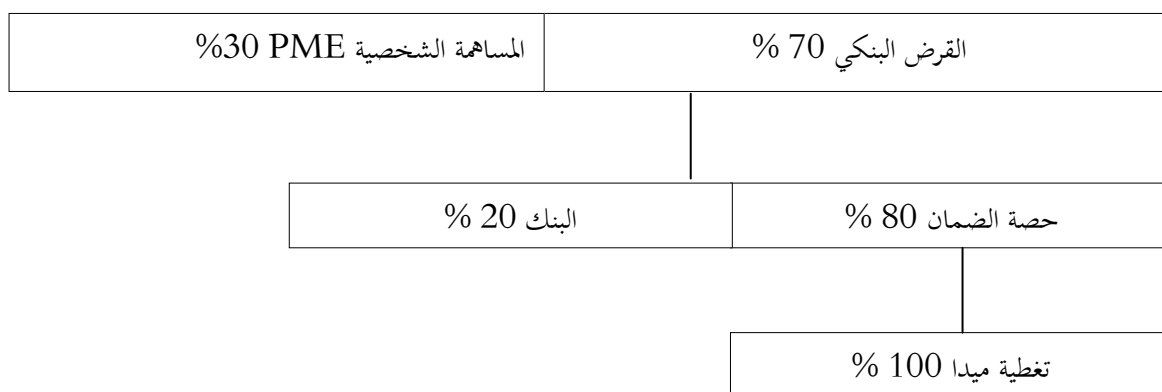 القرض البنكي 70 %
المساهمة الشخصية PME 30%
حصة الضمان 80 %
البنك 20 %
تغطية ميدا 100 %